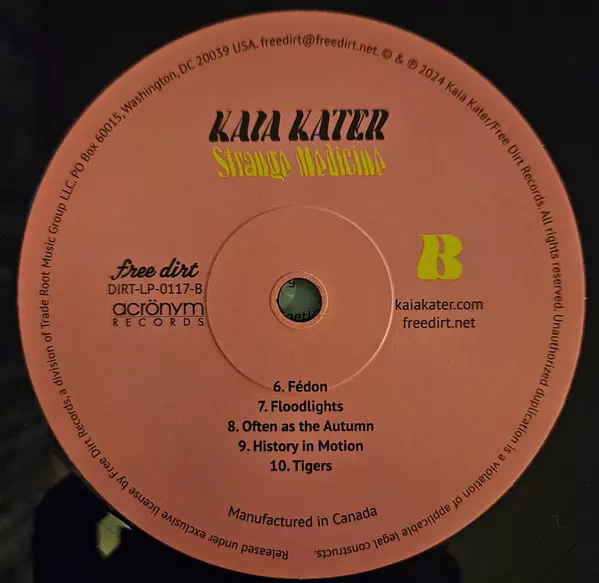 Released under exclusive license by Free Dirt Records, a division of Trade Root Music Group LLC. PO Box 60015, Washington, DC 20039 USA. freedirt@freedirt.net. © & ℗ 2024 Kaia Kater/Free Dirt Records. All rights reserved. Unauthorized duplication is a violation of applicable legal constructs.
KAIA KATER
Strange Medicine
free dirt
DIRT-LP-0117-B
acrönym
RECORDS
B
kaiakater.com
freedirt.net
6. Fédon
7. Floodlights
8. Often as the Autumn
9. History in Motion
10. Tigers
Manufactured in Canada